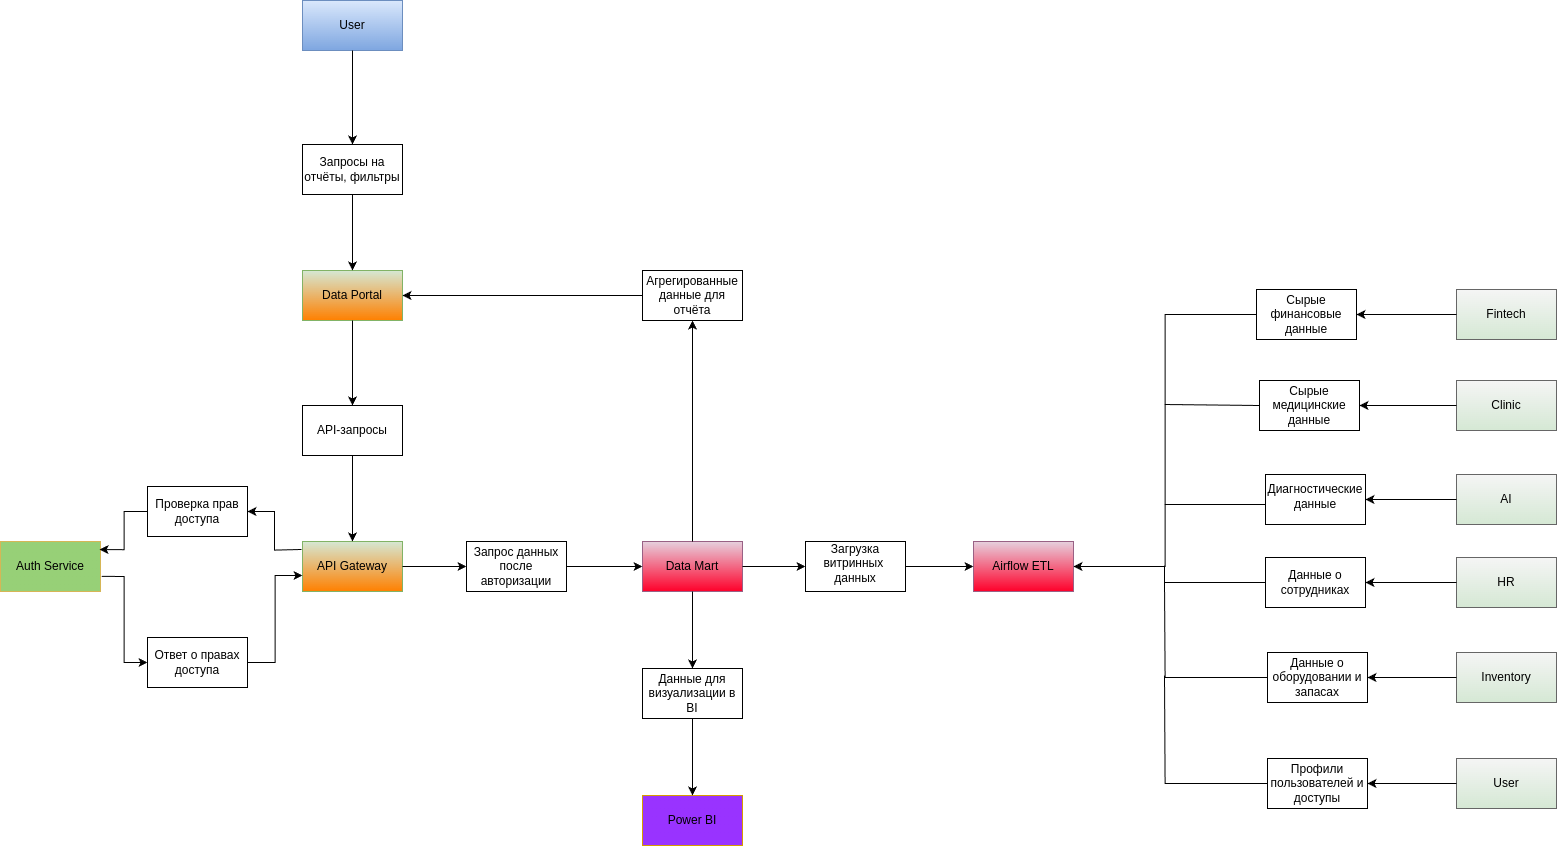 User
Запросы на
отчёты, фильтры
Data Portal
Агрегированные
данные для
отчёта
Сырые
финансовые
данные
Fintech
Сырые
медицинские
данные
Clinic
API-запросы
Диагностические
данные
AI
Проверка прав
доступа
Auth Service
API Gateway
Запрос данных
после
авторизации
Data Mart
Загрузка
витринных
данных
Airflow ETL
Данные о
сотрудниках
HR
Ответ о правах
доступа
Данные для
визуализации в
BI
Данные о
оборудовании и
запасах
Inventory
Профили
пользователей и
доступы
User
Power BI